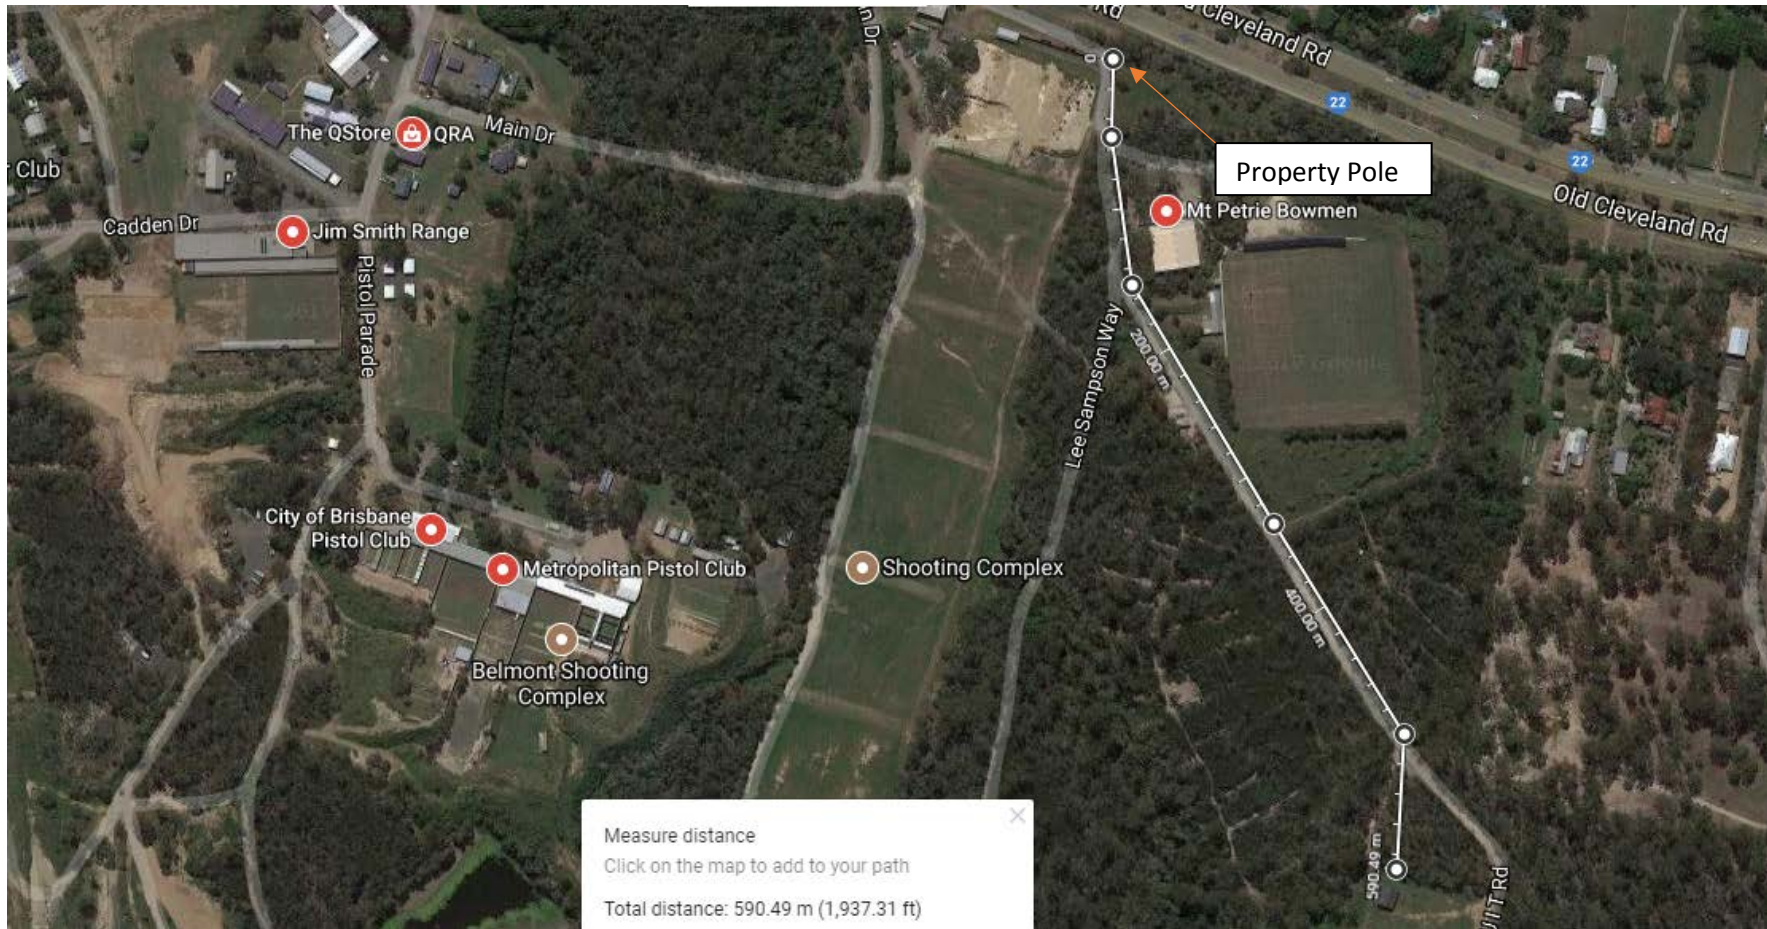 Rd
Cleveland Rd
n Dr
0
22
The QStore
QRA
Main Dr
Property Pole
22
Club
Mt Petrie Bowmen
Old Cleveland Rd
Cadden Dr
Jim Smith Range
Pistol Parade
Lee Sampson Way
200.00 m
City of Brisbane
Pistol Club
Metropolitan Pistol Club
Shooting Complex
400.00 m
Belmont Shooting
Complex
590.49 m
Measure distance
Click on the map to add to your path
Total distance: 590.49 m (1,937.31 ft)